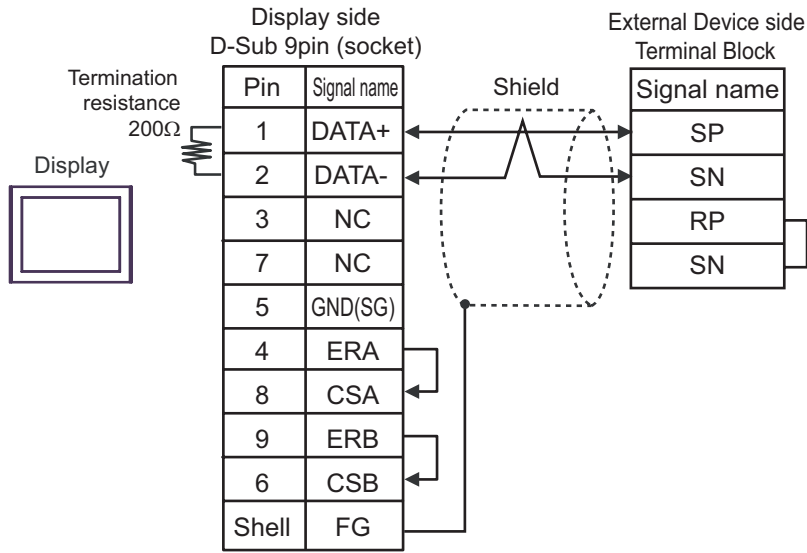 Display side
D-Sub 9pin (socket)
External Device side
Terminal Block
Termination
resistance
200Ω
Display
Shield
Pin Signal name
1 DATA+
2 DATA-
3 NC
7 NC
5 GND(SG)
4 ERA
8 CSA
9 ERB
6 CSB
Shell FG
Signal name
SP
SN
RP
SN